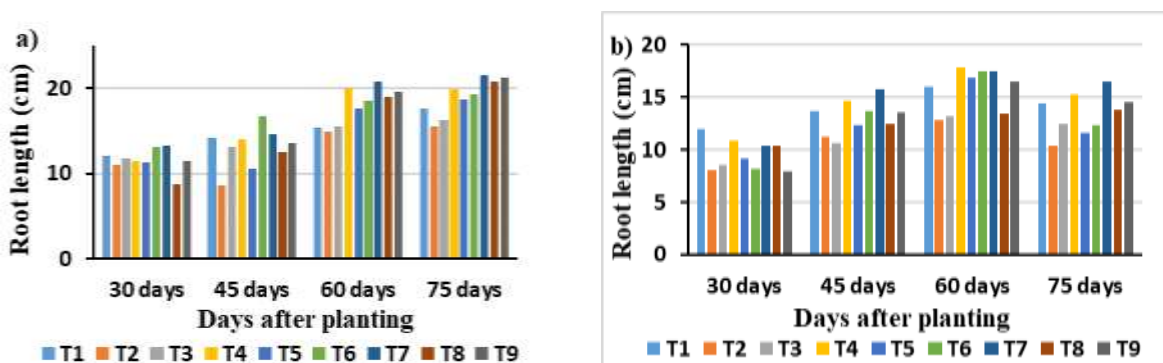 a)
Root length (cm)
20
10
0
30 days 45 days 60 days 75 days
Days after planting
T1 T2 T3 T4 T5 T6 T7 T8 T9
b)
Root length (cm)
20
15
10
5
0
30 days 45 days 60 days 75 days
Days after planting
T1 T2 T3 T4 T5 T6 T7 T8 T9